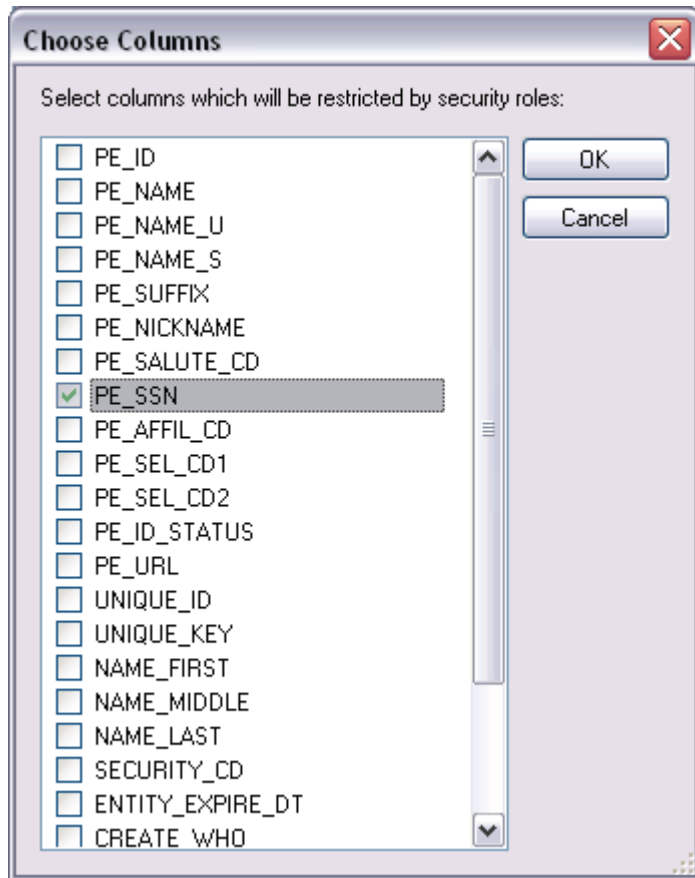 Choose Columns
Select columns which will be restricted by security roles:
PE_ID
PE_NAME
PE_NAME_U
PE_NAME_S
PE_SUFFIX
PE_NICKNAME
PE_SALUTE_CD
PE_SSN
PE_AFFIL_CD
PE_SEL_CD1
PE_SEL_CD2
PE_ID_STATUS
PE_URL
UNIQUE_ID
UNIQUE_KEY
NAME_FIRST
NAME_MIDDLE
NAME_LAST
SECURITY_CD
ENTITY_EXPIRE_DT
CREATE_WHO
OK
Cancel